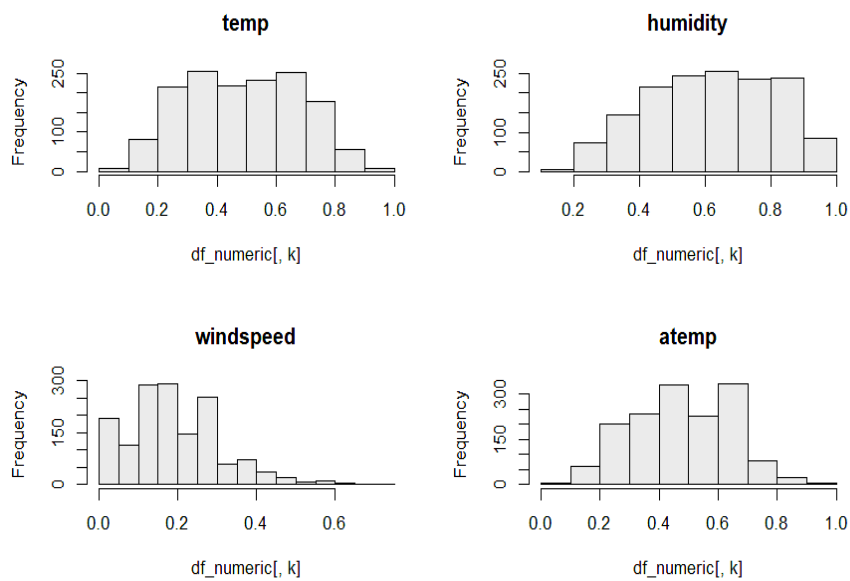 temp
Frequency
0 100 250
0.0 0.2 0.4 0.6 0.8 1.0
df_numeric[, k]
humidity
Frequency
0 100 250
0.2 0.4 0.6 0.8 1.0
df_numeric[, k]
windspeed
Frequency
0 150 300
0.0 0.2 0.4 0.6
df_numeric[, k]
atemp
Frequency
0 150 300
0.0 0.2 0.4 0.6 0.8 1.0
df_numeric[, k]